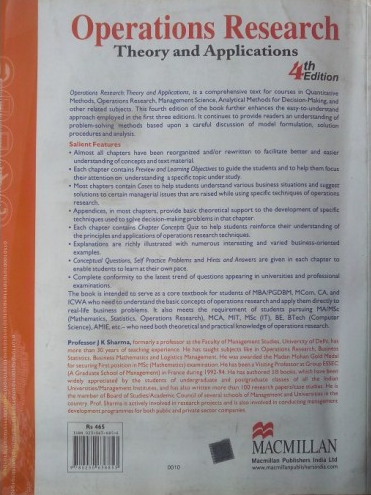 Operations Research
Theory and Applications
4th
Edition
Operations Research Theory and Applications, is a comprehensive text for courses in Quantitative
Methods, Operations Research, Management Science, Analytical Methods for Decision-Making, and
other related subjects. This fourth edition of the book further enhances the easy-to-understand
approach employed in the first three editions. It continues to provide readers an understanding of
problem-solving methods based upon a careful discussion of model formulation, solution
procedures and analysis.
Salient Features
• Almost all chapters have been reorganized and/or rewritten to facilitate better and easier
understanding of concepts and text material.
• Each chapter contains Preview and Learning Objectives to guide the students and to help them focus
their attention on understanding a specific topic under study.
• Most chapters contain Cases to help students understand various business situations and suggest
solutions to certain managerial issues that are raised while using specific techniques of operations
research.
• Appendices, in most chapters, provide basic theoretical support to the development of specific
techniques used to solve decision-making problems in that chapter.
• Each chapter contains Chapter Concepts Quiz to help students reinforce their understanding of
the principles and applications of operations research techniques.
• Explanations are richly illustrated with numerous interesting and varied business-oriented
examples.
• Conceptual Questions, Self Practice Problems and Hints and Answers are given in each chapter to
enable students to learn at their own pace.
• Complete conformity to the latest trend of questions appearing in universities and professional
examinations.
The book is intended to serve as a core textbook for students of MBA/PGDBM, MCom, CA, and
ICWA who need to understand the basic concepts of operations research and apply them directly to
real-life business problems. It also meets the requirement of students pursuing MA/MSc
(Mathematics, Statistics, Operations Research), MCA, MIT, MSc (IT), BE, BTech (Computer
Science), AMIE, etc.– who need both theoretical and practical knowledge of operations research.
Professor J K Sharma, formerly a professor at the Faculty of Management Studies, University of Delhi, has
more than 30 years of teaching experience. He has taught subjects like in Operations Research, Business
Statistics, Business Mathematics and Logistics Management. He was awarded the Madan Mohan Gold Medal
for securing First position in MSc (Mathematics) examination. He has been a Visiting Professor at Group
(A Graduate School of Management) in France during 1992-94. He has authored books, which have been
widely appreciated by the students of undergraduate and postgraduate classes of all the Indian
Universities/Management Institutes, and has also written more than 100 research papers/case studies. He is
the member of Board of Studies/Academic Council of several schools of Management and Universities in the
country. Prof. Sharma is actively involved in research projects and is also involved in conducting management
development programmes for both public and private sector companies.
Rs 465
0010
MACMILLAN
Macmillan Publishers India Ltd
www.macmillanpublishersindia.com